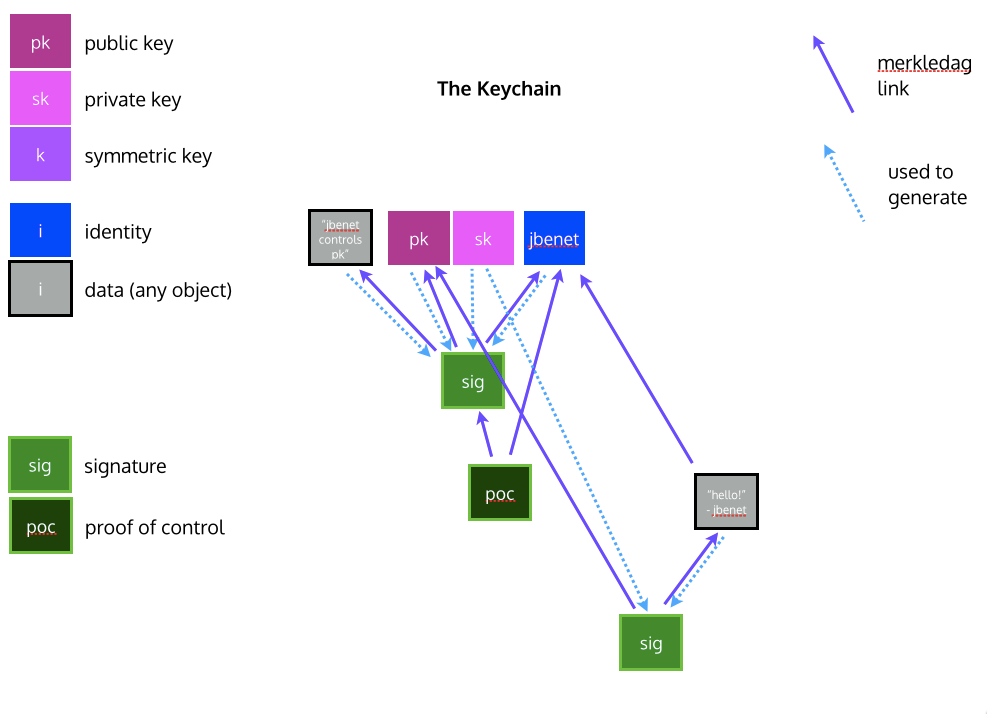 The Keychain
pk
public key
sk
private key
k
symmetric key
i
identity
i
data (any object)
sig
signature
poc
proof of control
merkledag
link
used to
generate
"jbenet
controls
pk"
pk
sk
jbenet
sig
poc
"hello!"
- jbenet
sig